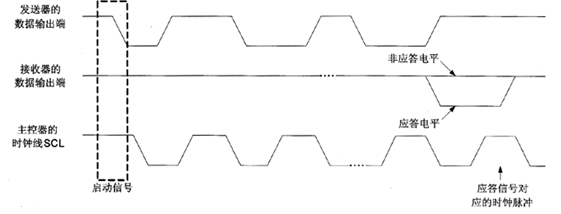 发送器的
数据输出端
接收器的
数据输出端
非应答电平
应答电平
主控器的
时钟线SCL
启动信号
应答信号对
应的时钟脉冲